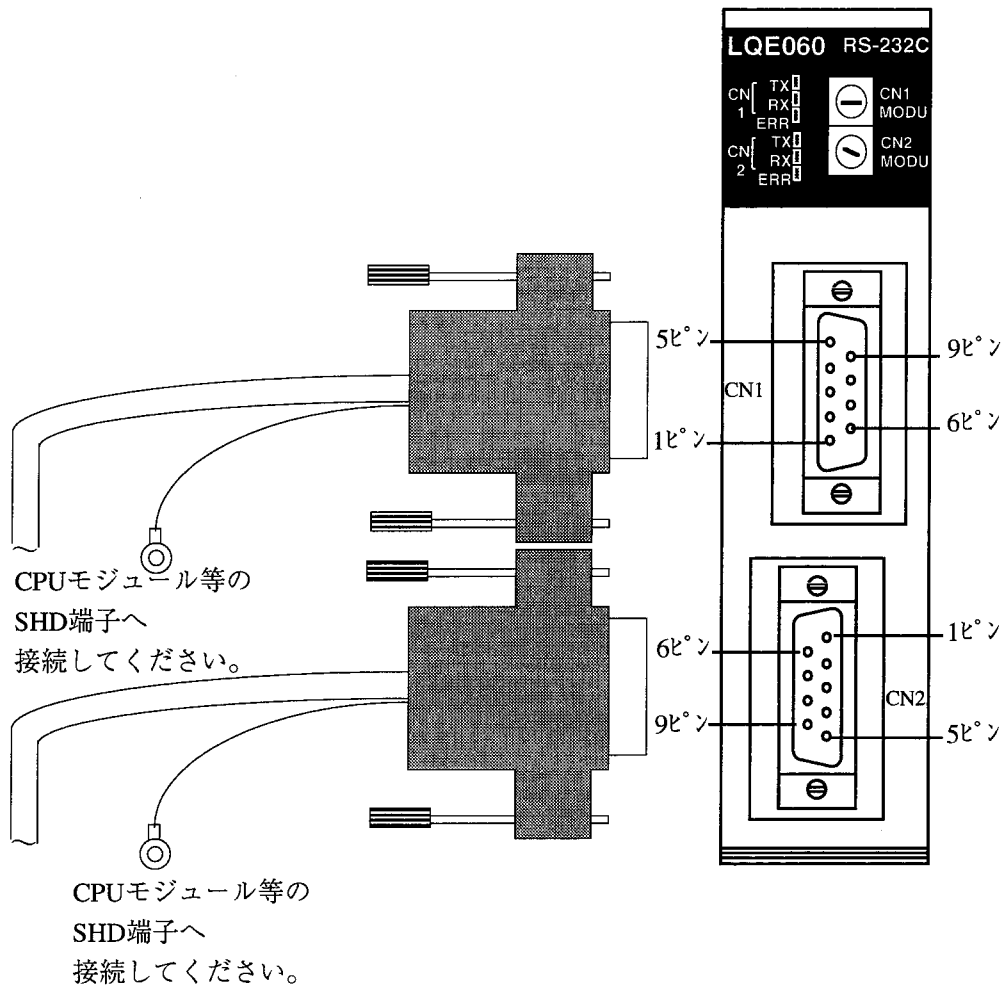 LQE060 RS-232C
CN1
TX
RX
ERR
CN1
MODU
CN2
TX
RX
ERR
CN2
MODU
5ピン
9ピン
CN1
1ピン
6ピン
CPUモジュール等の
SHD端子へ
接続してください。
6ピン
1ピン
CN2
9ピン
5ピン
CPUモジュール等の
SHD端子へ
接続してください。